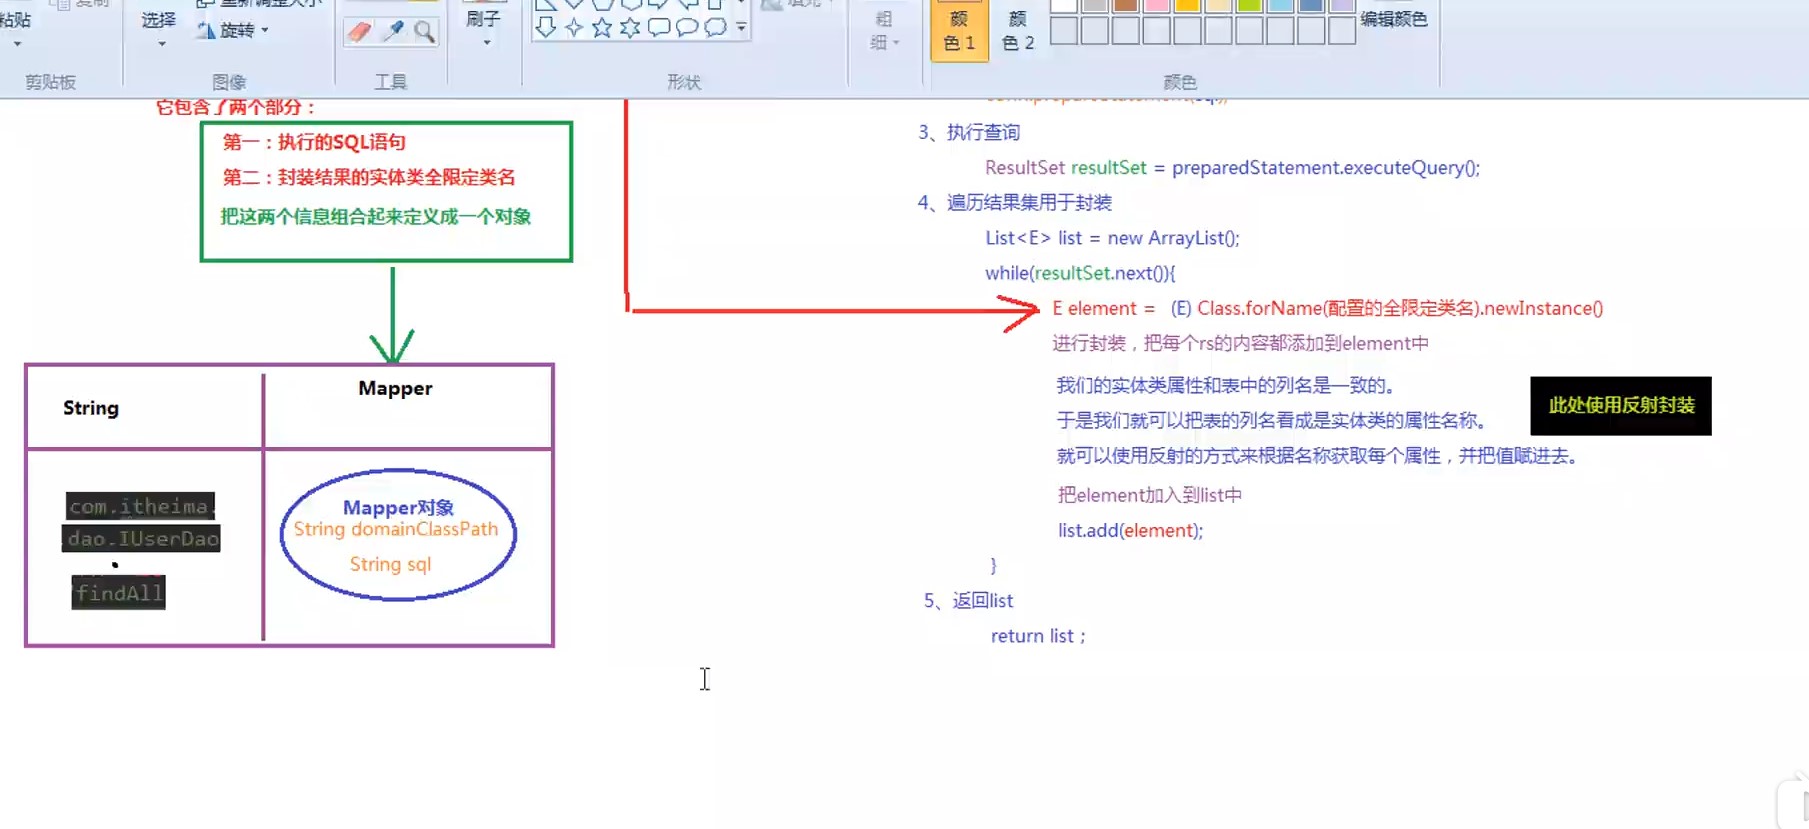 粘贴
复制
剪贴板
选择
重新调整大小
旋转
图像
工具
刷子
形状
填充
粗
细
颜
色 1
颜
色 2
编辑颜色
颜色
它包含了两个部分：
第一：执行的SQL语句
第二：封装结果的实体类全限定类名
把这两个信息组合起来定义成一个对象
String
Mapper
com.itheima.
dao.IUserDao
.
findAll
Mapper对象
String domainClassPath
String sql
3、执行查询
ResultSet resultSet = preparedStatement.executeQuery();
4、遍历结果集用于封装
List<E> list = new ArrayList();
while(resultSet.next()){
E element = (E) Class.forName(配置的全限定类名).newInstance()
进行封装，把每个rs的内容都添加到element中
我们的实体类属性和表中的列名是一致的。
于是我们就可以把表的列名看成是实体类的属性名称。
就可以使用反射的方式来根据名称获取每个属性，并把值赋进去。
此处使用反射封装
把element加入到list中
list.add(element);
}
5、返回list
return list ;